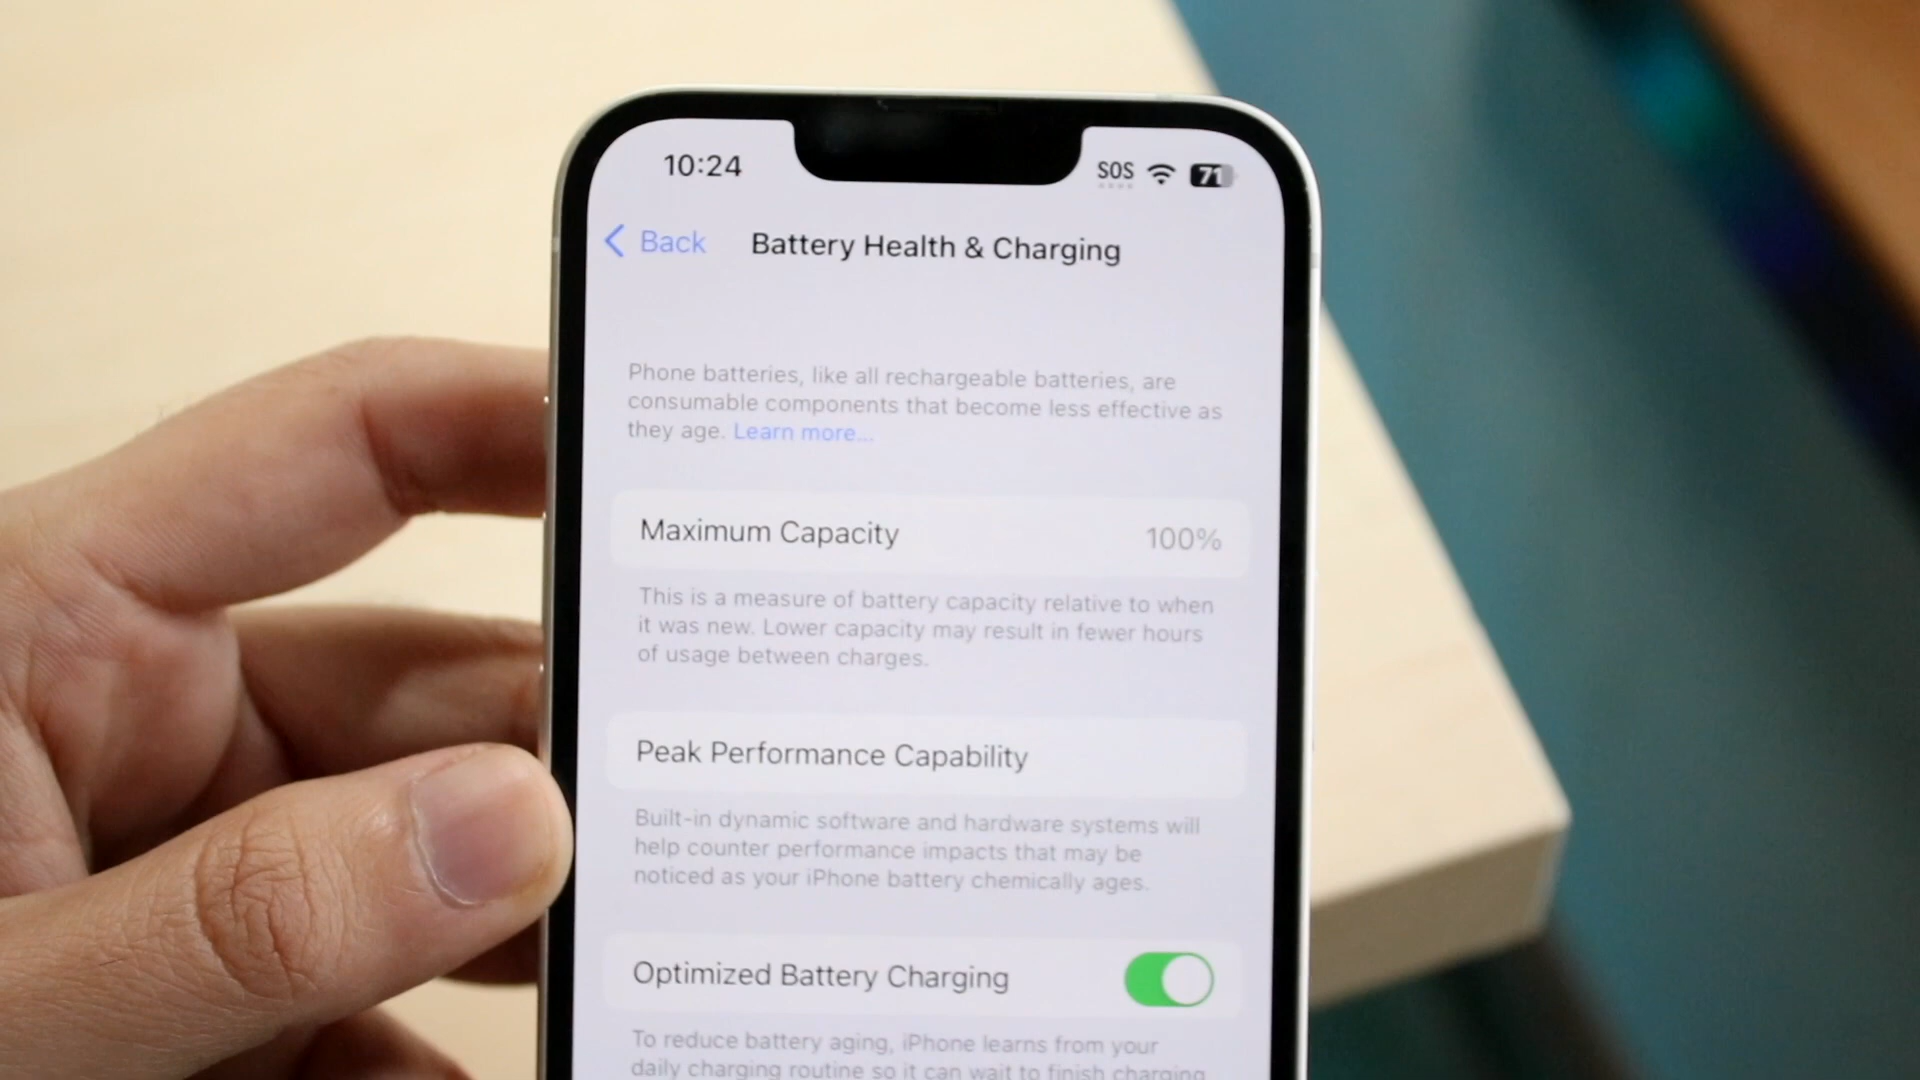 10:24
SOS
71
Back
Battery Health & Charging
Phone batteries, like all rechargeable batteries, are
consumable components that become less effective as
they age. Learn more...
Maximum Capacity 100%
This is a measure of battery capacity relative to when
it was new. Lower capacity may result in fewer hours
of usage between charges.
Peak Performance Capability
Built-in dynamic software and hardware systems will
help counter performance impacts that may be
noticed as your iPhone battery chemically ages.
Optimized Battery Charging
To reduce battery aging, iPhone learns from your
daily charging routine so it can wait to finish charging